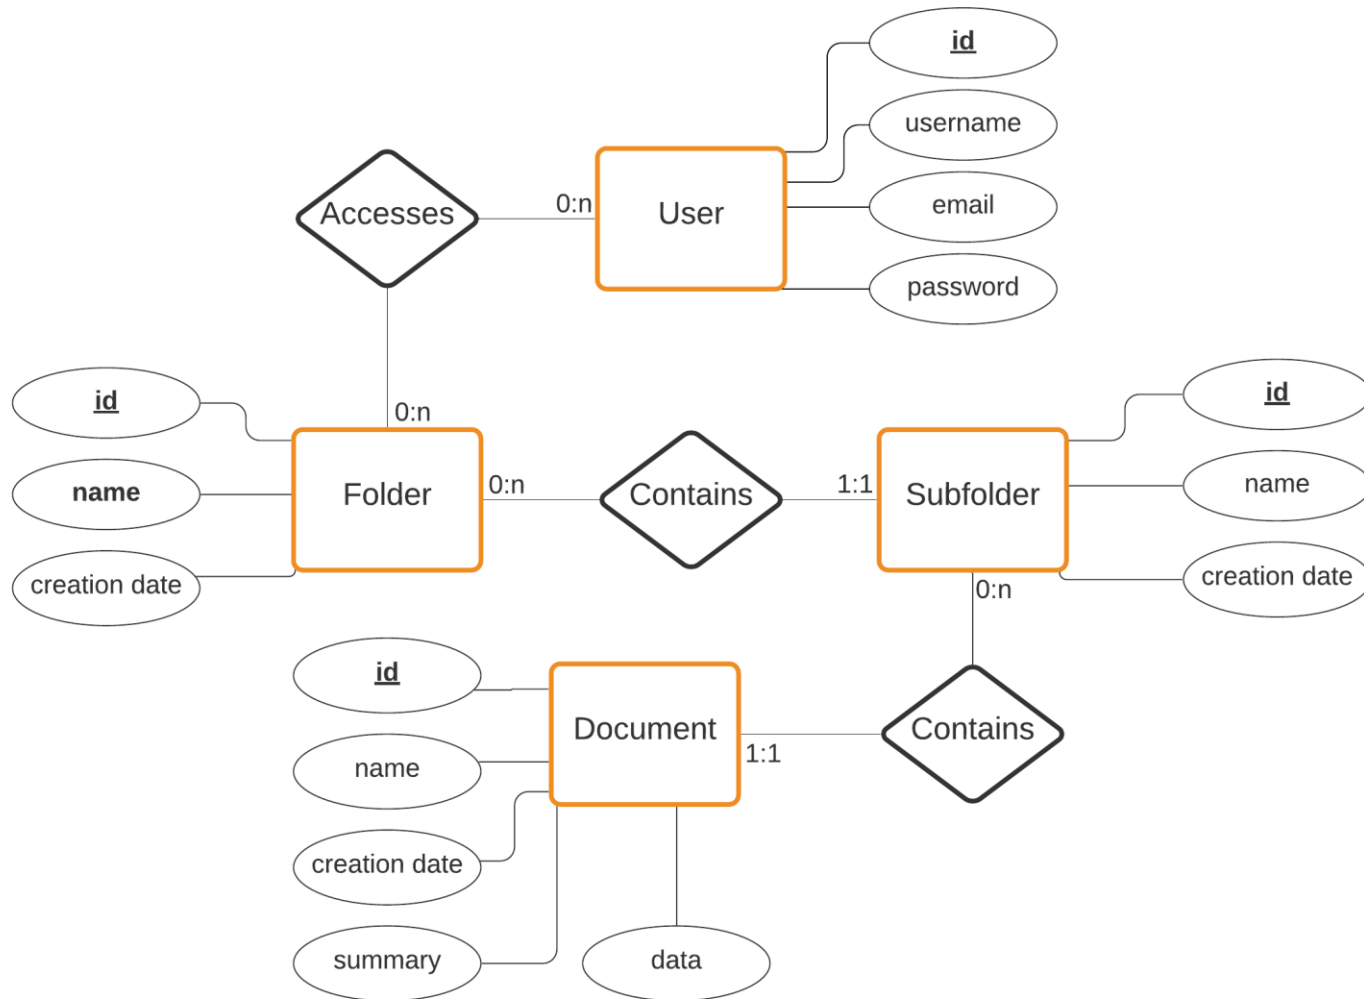 id
username
Accesses
0:n
User
email
password
id
0:n
id
name
Folder
0:n
Contains
1:1
Subfolder
name
creation date
creation date
0:n
id
Document
1:1
Contains
name
creation date
summary
data